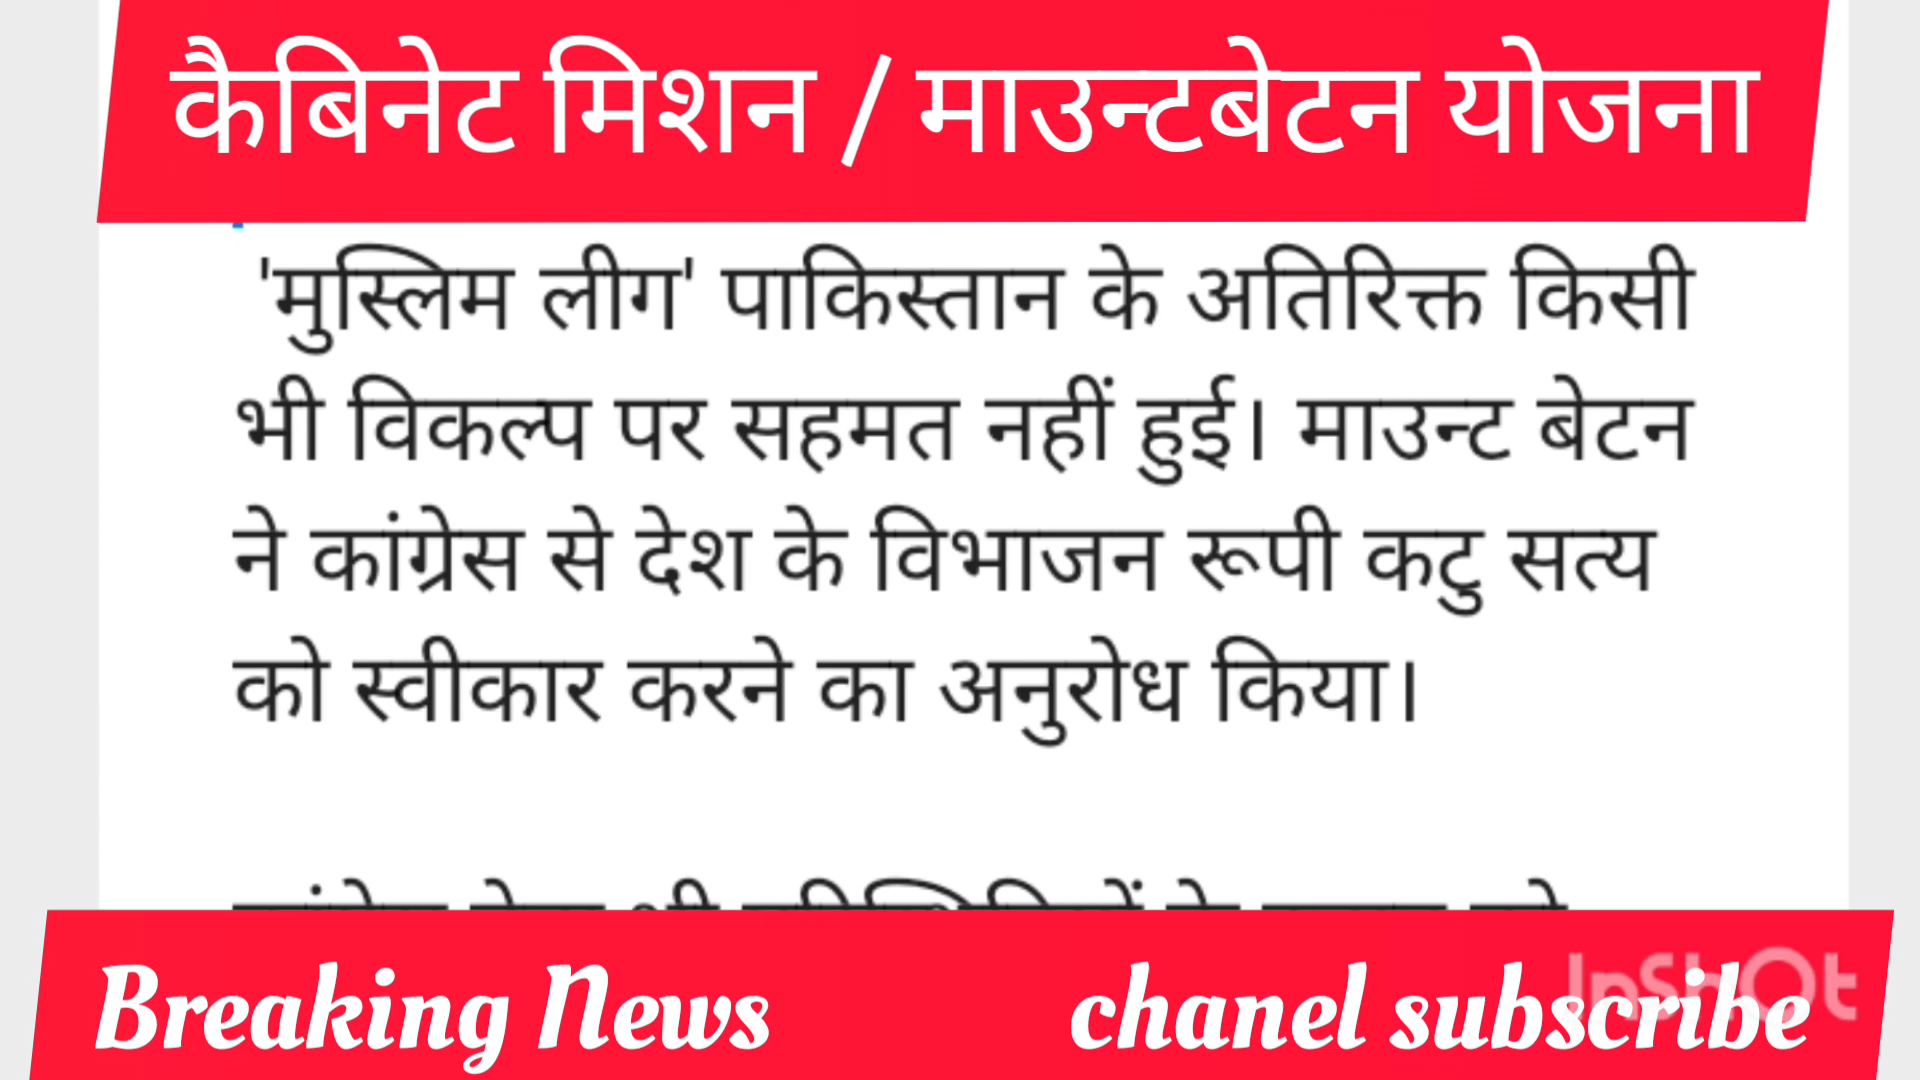 कैबिनेट मिशन / माउन्टबेटन योजना
'मुस्लिम लीग' पाकिस्तान के अतिरिक्त किसी
भी विकल्प पर सहमत नहीं हुई। माउन्ट बेटन
ने कांग्रेस से देश के विभाजन रूपी कटु सत्य
को स्वीकार करने का अनुरोध किया।
Breaking News chanel subscribe
InShOt